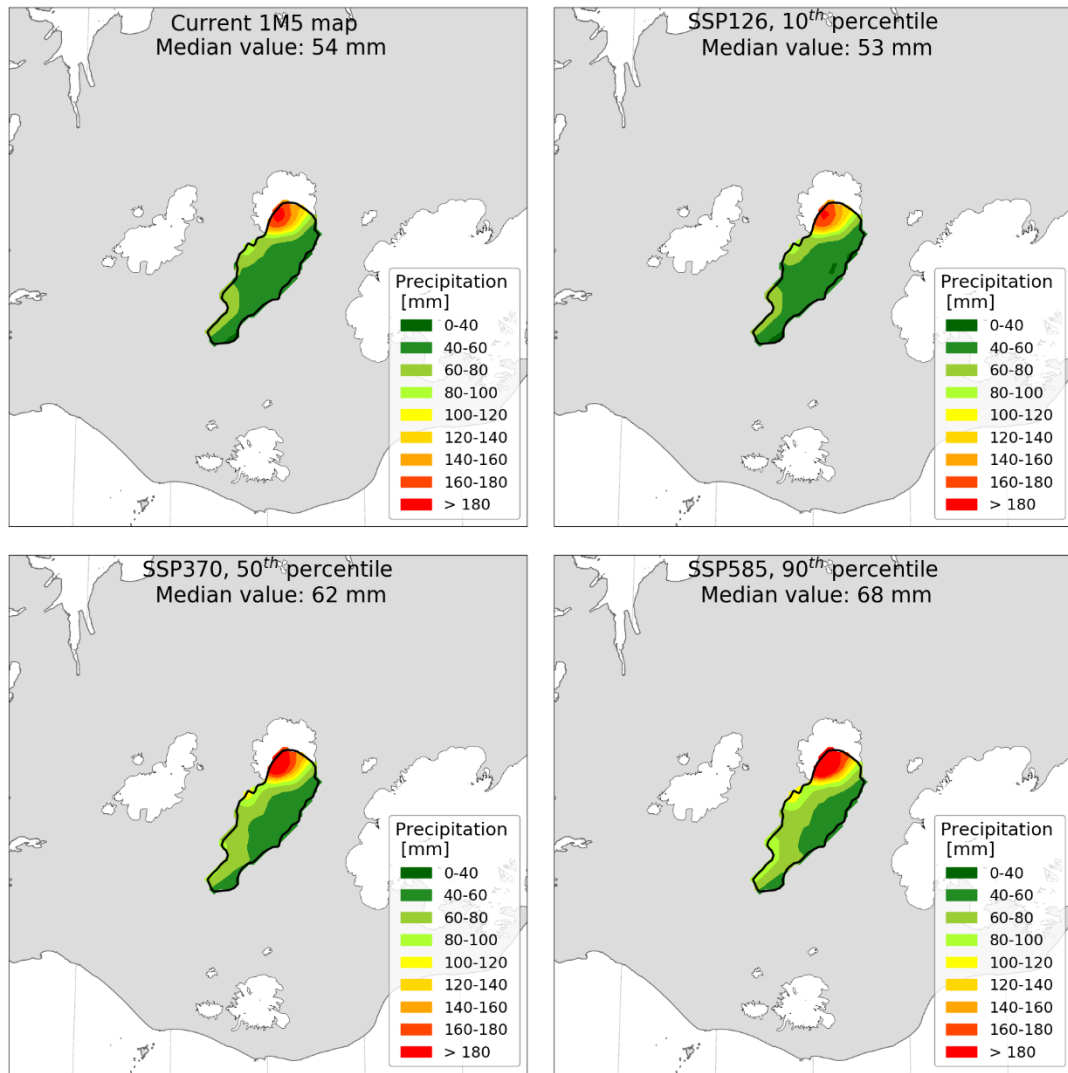 Current 1M5 map
Median value: 54 mm
Precipitation
[mm]
0-40
40-60
60-80
80-100
100-120
120-140
140-160
160-180
> 180
SSP126, 10th percentile
Median value: 53 mm
Precipitation
[mm]
0-40
40-60
60-80
80-100
100-120
120-140
140-160
160-180
> 180
SSP370, 50th percentile
Median value: 62 mm
Precipitation
[mm]
0-40
40-60
60-80
80-100
100-120
120-140
140-160
160-180
> 180
SSP585, 90th percentile
Median value: 68 mm
Precipitation
[mm]
0-40
40-60
60-80
80-100
100-120
120-140
140-160
160-180
> 180